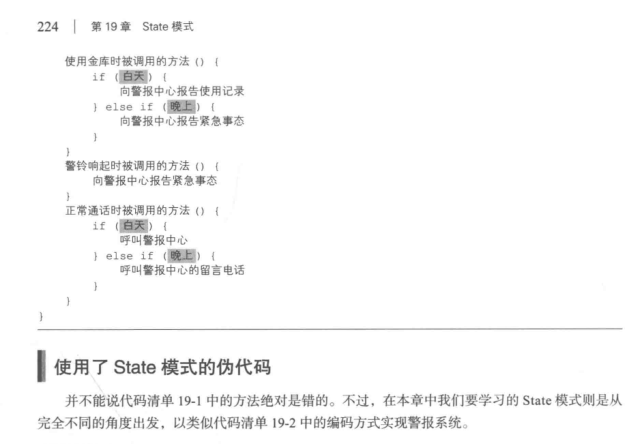 224 | 第 19 章 State 模式
使用金库时被调用的方法 () {
if (白天) {
向警报中心报告使用记录
} else if (晚上) {
向警报中心报告紧急事态
}
}
警铃响起时被调用的方法 () {
向警报中心报告紧急事态
}
正常通话时被调用的方法 () {
if (白天) {
呼叫警报中心
} else if (晚上) {
呼叫警报中心的留言电话
}
}
}
使用了 State 模式的伪代码
并不能说代码清单 19-1 中的方法绝对是错的。不过，在本章中我们要学习的 State 模式则是从
完全不同的角度出发，以类似代码清单 19-2 中的编码方式实现警报系统。